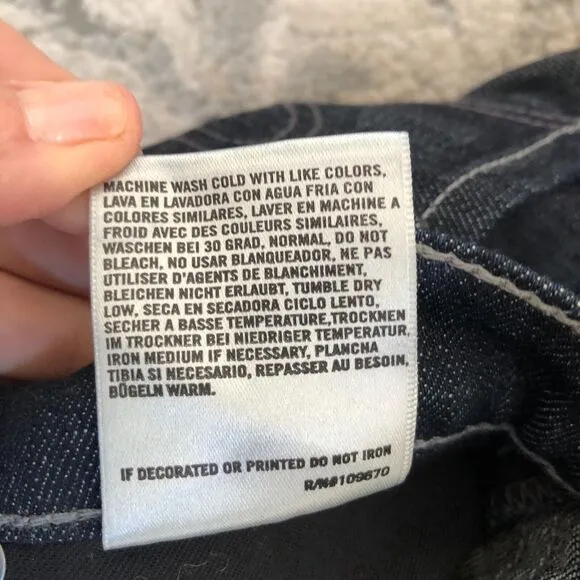 MACHINE WASH COLD WITH LIKE COLORS,
LAVA EN LAVADORA CON AGUA FRIA CON
COLORES SIMILARES, LAVER EN MACHINE A
FROID AVEC DES COULEURS SIMILAIRES,
WASCHEN BEI 30 GRAD, NORMAL, DO NOT
BLEACH, NO USAR BLANQUEADOR, NE PAS
UTILISER D'AGENTS DE BLANCHIMENT,
BLEICHEN NICHT ERLAUBT, TUMBLE DRY
LOW, SECA EN SECADORA CICLO LENTO,
SECHER A BASSE TEMPERATURE,TROCKNEN
IM TROCKNER BEI NIEDRIGER TEMPERATUR,
IRON MEDIUM IF NECESSARY, PLANCHA
TIBIA SI NECESARIO, REPASSER AU BESOIN,
BÜGELN WARM.
IF DECORATED OR PRINTED DO NOT IRON
R/N#109670